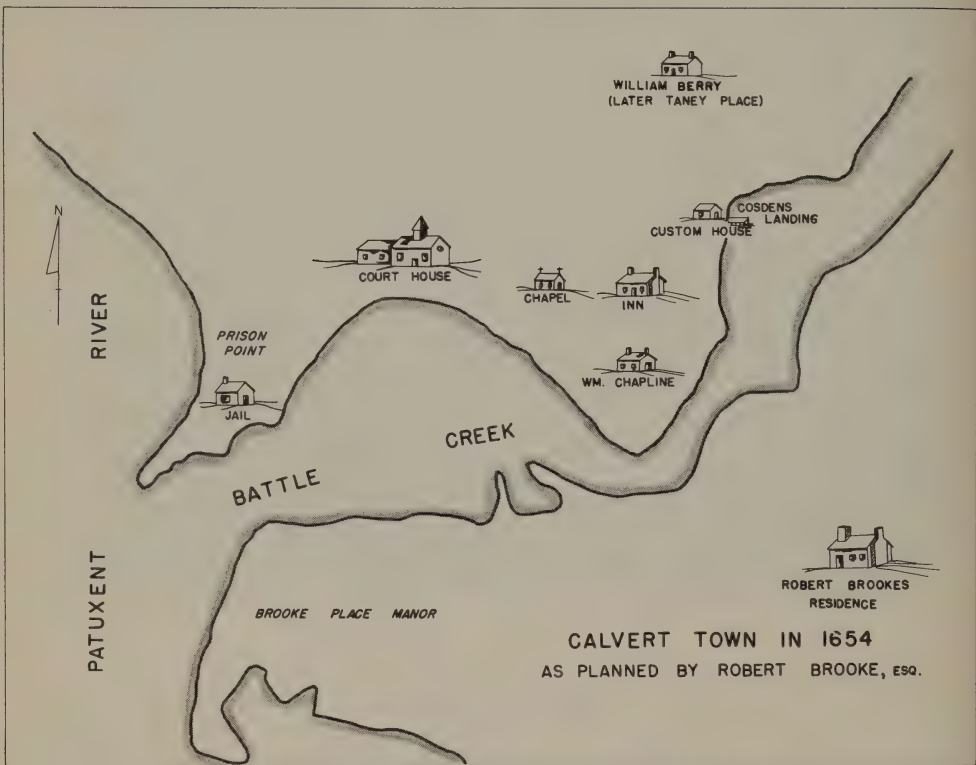 WILLIAM BERRY
(LATER TANEY PLACE)
N
COSDENS
LANDING
CUSTOM HOUSE
COURT HOUSE
CHAPEL
INN
RIVER
PRISON
POINT
WM. CHAPLINE
JAIL
CREEK
BATTLE
PATUXENT
ROBERT BROOKES
RESIDENCE
BROOKE PLACE MANOR
CALVERT TOWN IN 1654
AS PLANNED BY ROBERT BROOKE, ESQ.